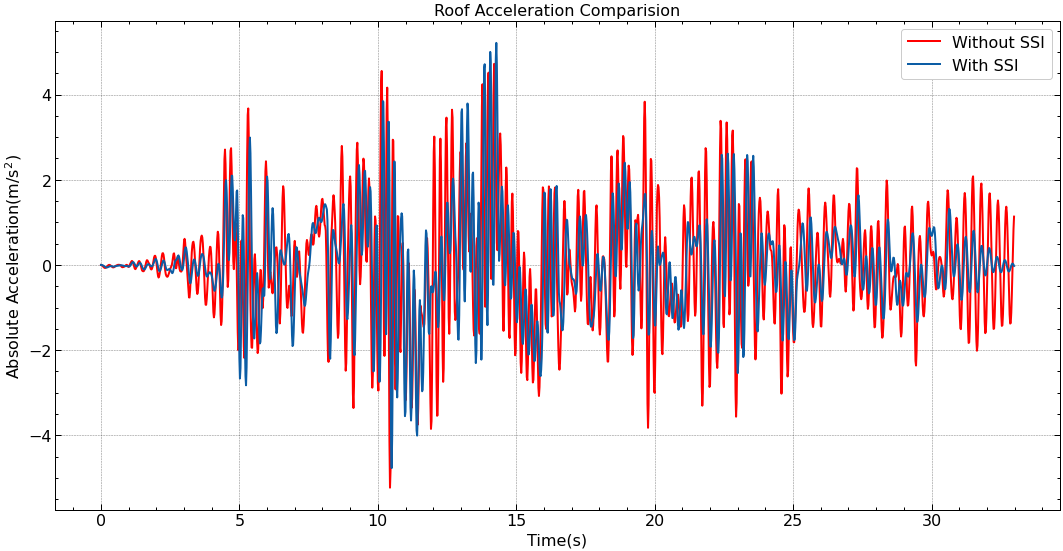 Roof Acceleration Comparision
Without SSI
With SSI
Absolute Acceleration(m/s²)
4
2
0
−2
−4
0 5 10 15 20 25 30
Time(s)